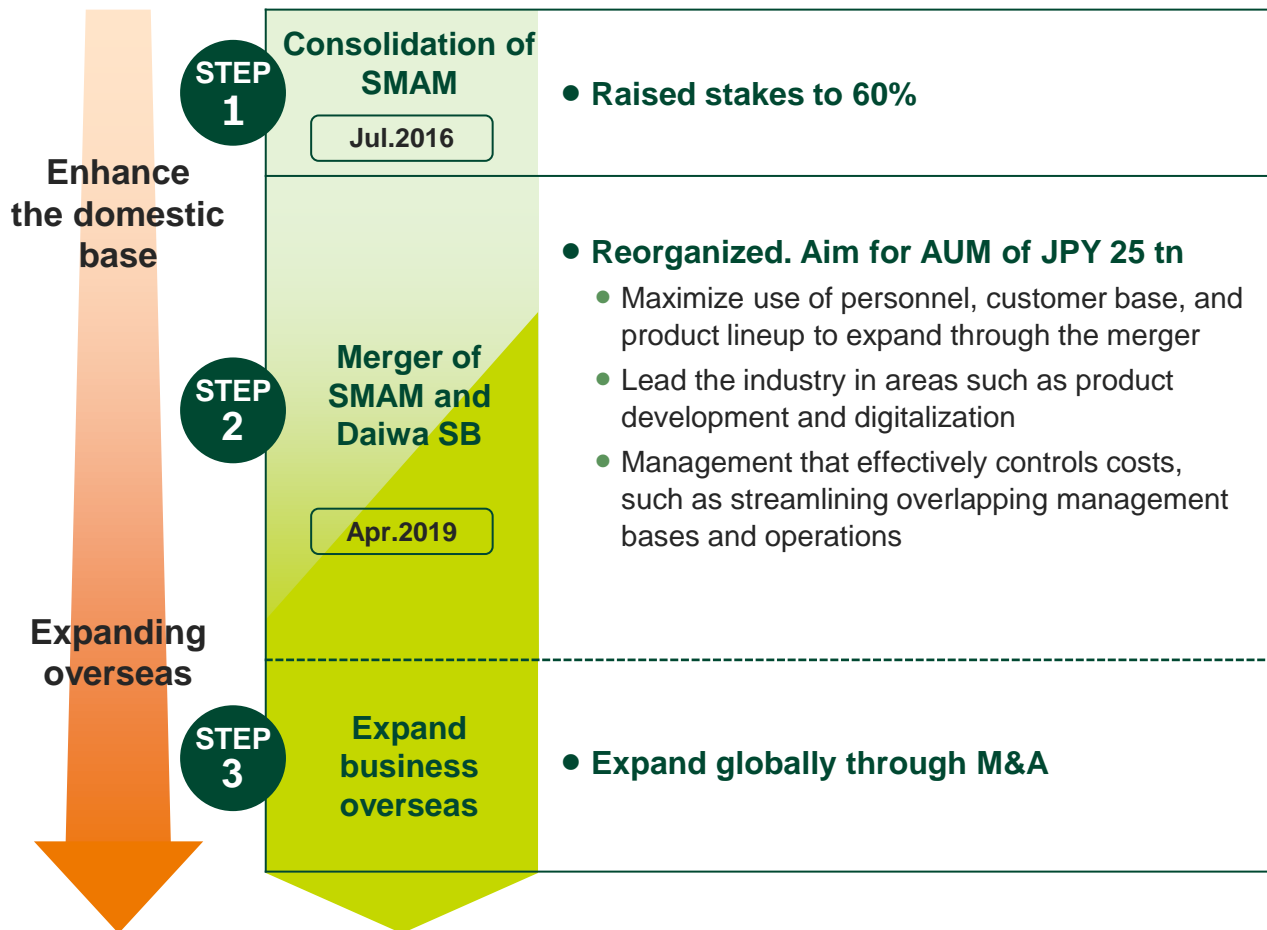 Enhance
the domestic
base
Expanding
overseas
STEP
1
Consolidation of
SMAM
Jul.2016
• Raised stakes to 60%
STEP
2
Merger of
SMAM and
Daiwa SB
Apr.2019
• Reorganized. Aim for AUM of JPY 25 tn
• Maximize use of personnel, customer base, and
product lineup to expand through the merger
• Lead the industry in areas such as product
development and digitalization
• Management that effectively controls costs,
such as streamlining overlapping management
bases and operations
STEP
3
Expand
business
overseas
• Expand globally through M&A